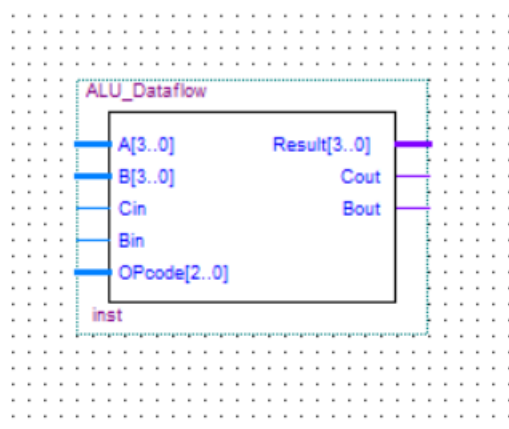 ALU_Dataflow
A[3..0] Result[3..0]
B[3..0] Cout
Cin Bout
Bin
OPcode[2..0]
inst